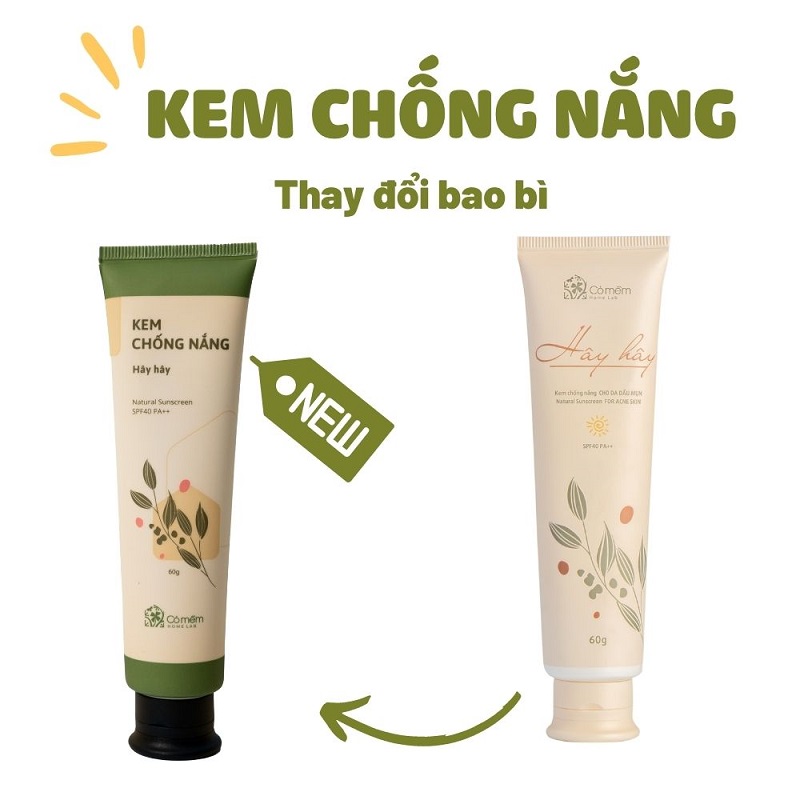 KEM CHỐNG NẮNG
Thay đổi bao bì
KEM
CHỐNG NẮNG
Hây hây
Natural Sunscreen
SPF40 PA++
60g
Cỏ mềm
HOME LAB
NEW
Cỏ mềm
Home Lab
Hây hây
Kem chống nắng CHO DA DẦU MỤN
Natural Sunscreen FOR ACNE SKIN
SPF40 PA++
60g